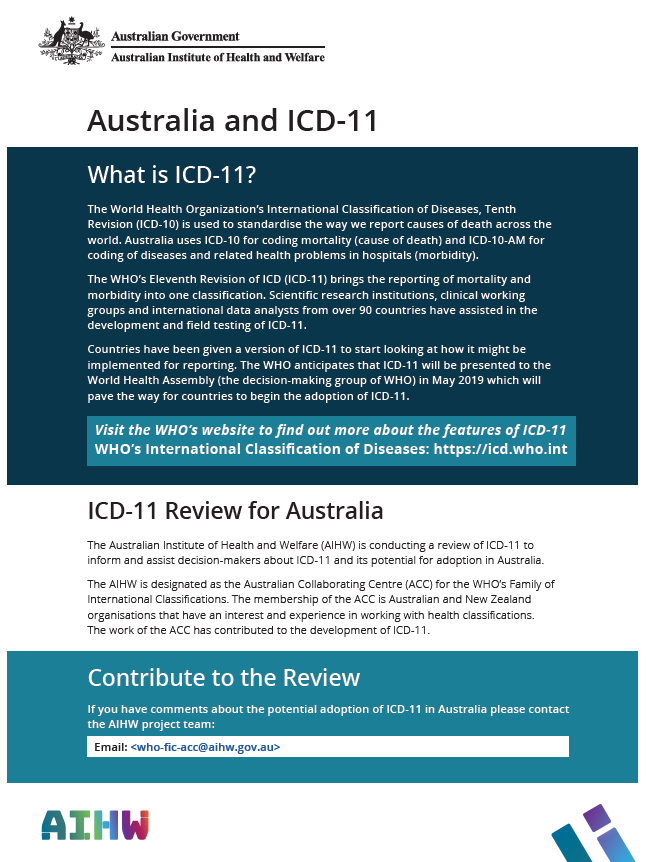 Australian Government
Australian Institute of Health and Welfare
Australia and ICD-11
What is ICD-11?
The World Health Organization's International Classification of Diseases, Tenth
Revision (ICD-10) is used to standardise the way we report causes of death across the
world. Australia uses ICD-10 for coding mortality (cause of death) and ICD-10-AM for
coding of diseases and related health problems in hospitals (morbidity).
The WHO's Eleventh Revision of ICD (ICD-11) brings the reporting of mortality and
morbidity into one classification. Scientific research institutions, clinical working
groups and international data analysts from over 90 countries have assisted in the
development and field testing of ICD-11.
Countries have been given a version of ICD-11 to start looking at how it might be
implemented for reporting. The WHO anticipates that ICD-11 will be presented to the
World Health Assembly (the decision-making group of WHO) in May 2019 which will
pave the way for countries to begin the adoption of ICD-11.
Visit the WHO's website to find out more about the features of ICD-11
WHO's International Classification of Diseases: https://icd.who.int
ICD-11 Review for Australia
The Australian Institute of Health and Welfare (AIHW) is conducting a review of ICD-11 to
inform and assist decision-makers about ICD-11 and its potential for adoption in Australia.
The AIHW is designated as the Australian Collaborating Centre (ACC) for the WHO's Family of
International Classifications. The membership of the ACC is Australian and New Zealand
organisations that have an interest and experience in working with health classifications.
The work of the ACC has contributed to the development of ICD-11.
Contribute to the Review
If you have comments about the potential adoption of ICD-11 in Australia please contact
the AIHW project team:
Email: <who-fic-acc@aihw.gov.au>
AIHW